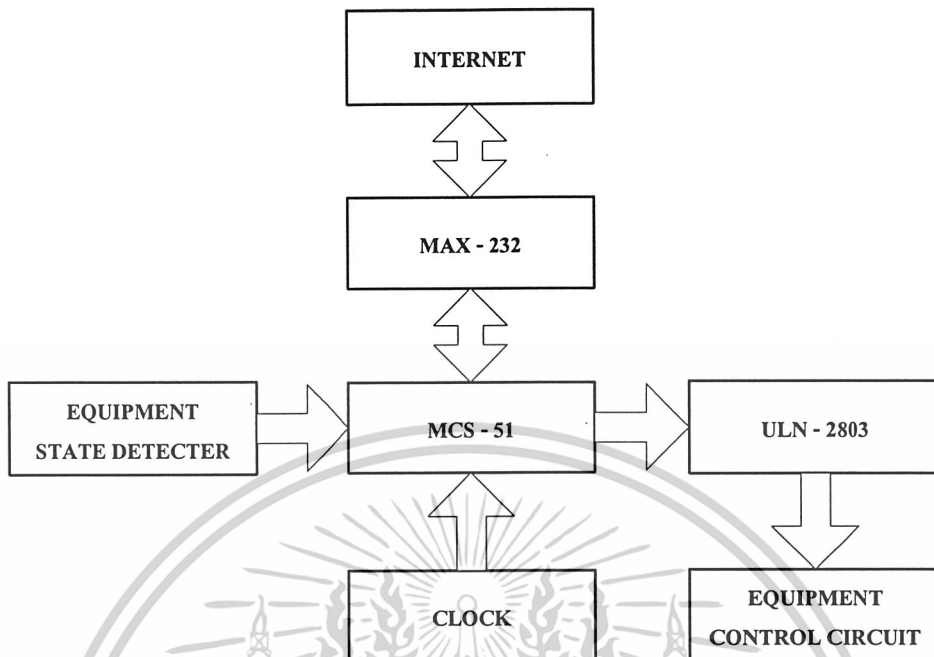 INTERNET
MAX - 232
EQUIPMENT
STATE DETECTER
MCS - 51
ULN - 2803
CLOCK
EQUIPMENT
CONTROL CIRCUIT